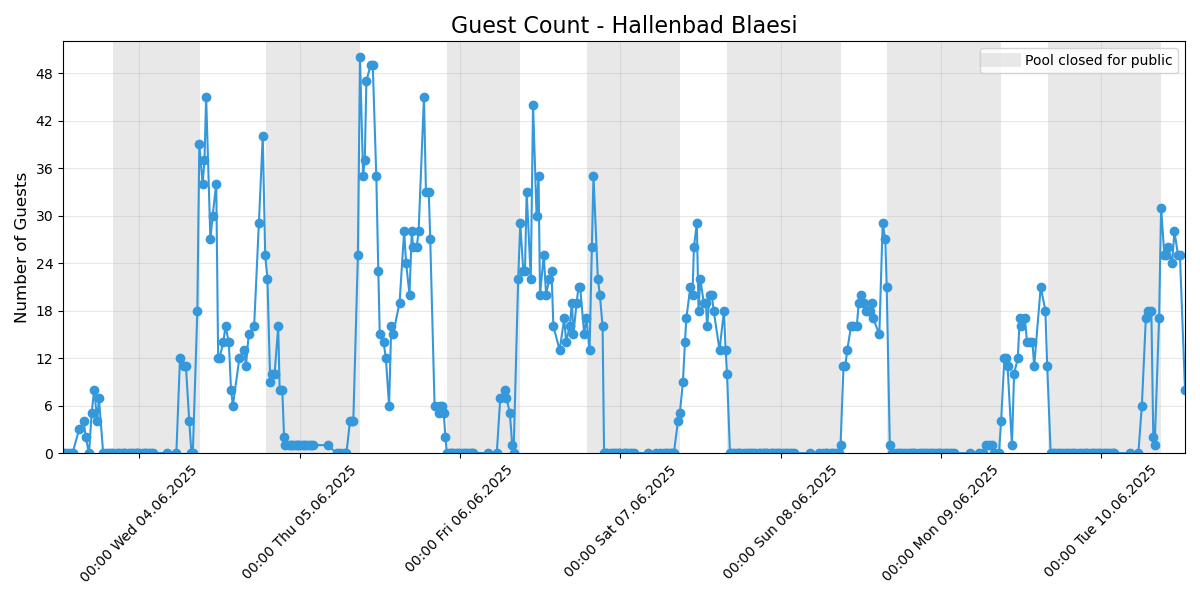 Guest Count - Hallenbad Blaesi
Pool closed for public
Number of Guests
48
42
36
30
24
18
12
6
0
00:00 Wed 04.06.2025
00:00 Thu 05.06.2025
00:00 Fri 06.06.2025
00:00 Sat 07.06.2025
00:00 Sun 08.06.2025
00:00 Mon 09.06.2025
00:00 Tue 10.06.2025